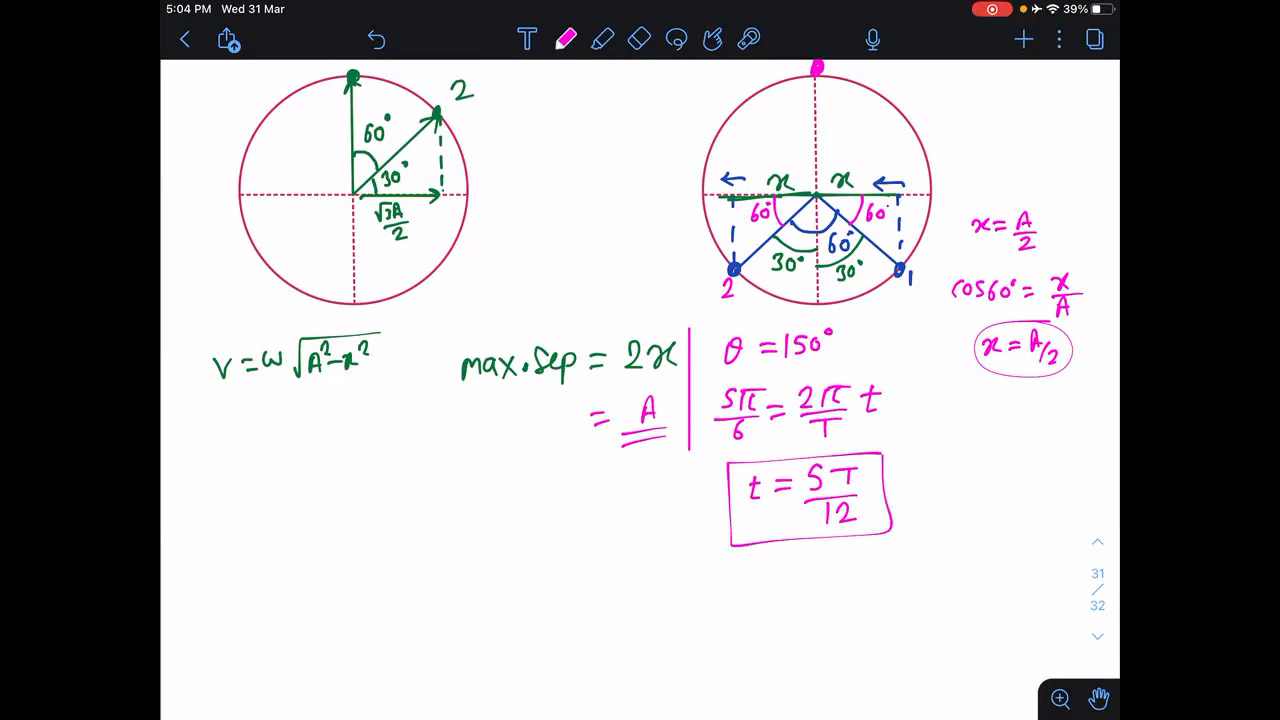 5:04 PM Wed 31 Mar
39%
T
2
60°
30°
√3A/2
x x
60° 60°
60°
30° 30°
2 1
x = A/2
cos60° = x/A
x = A/2
v = ω√A²-x²
max. sep = 2x
= A
θ = 150°
5π/6 = 2π/T t
t = 5T/12
31
/
32